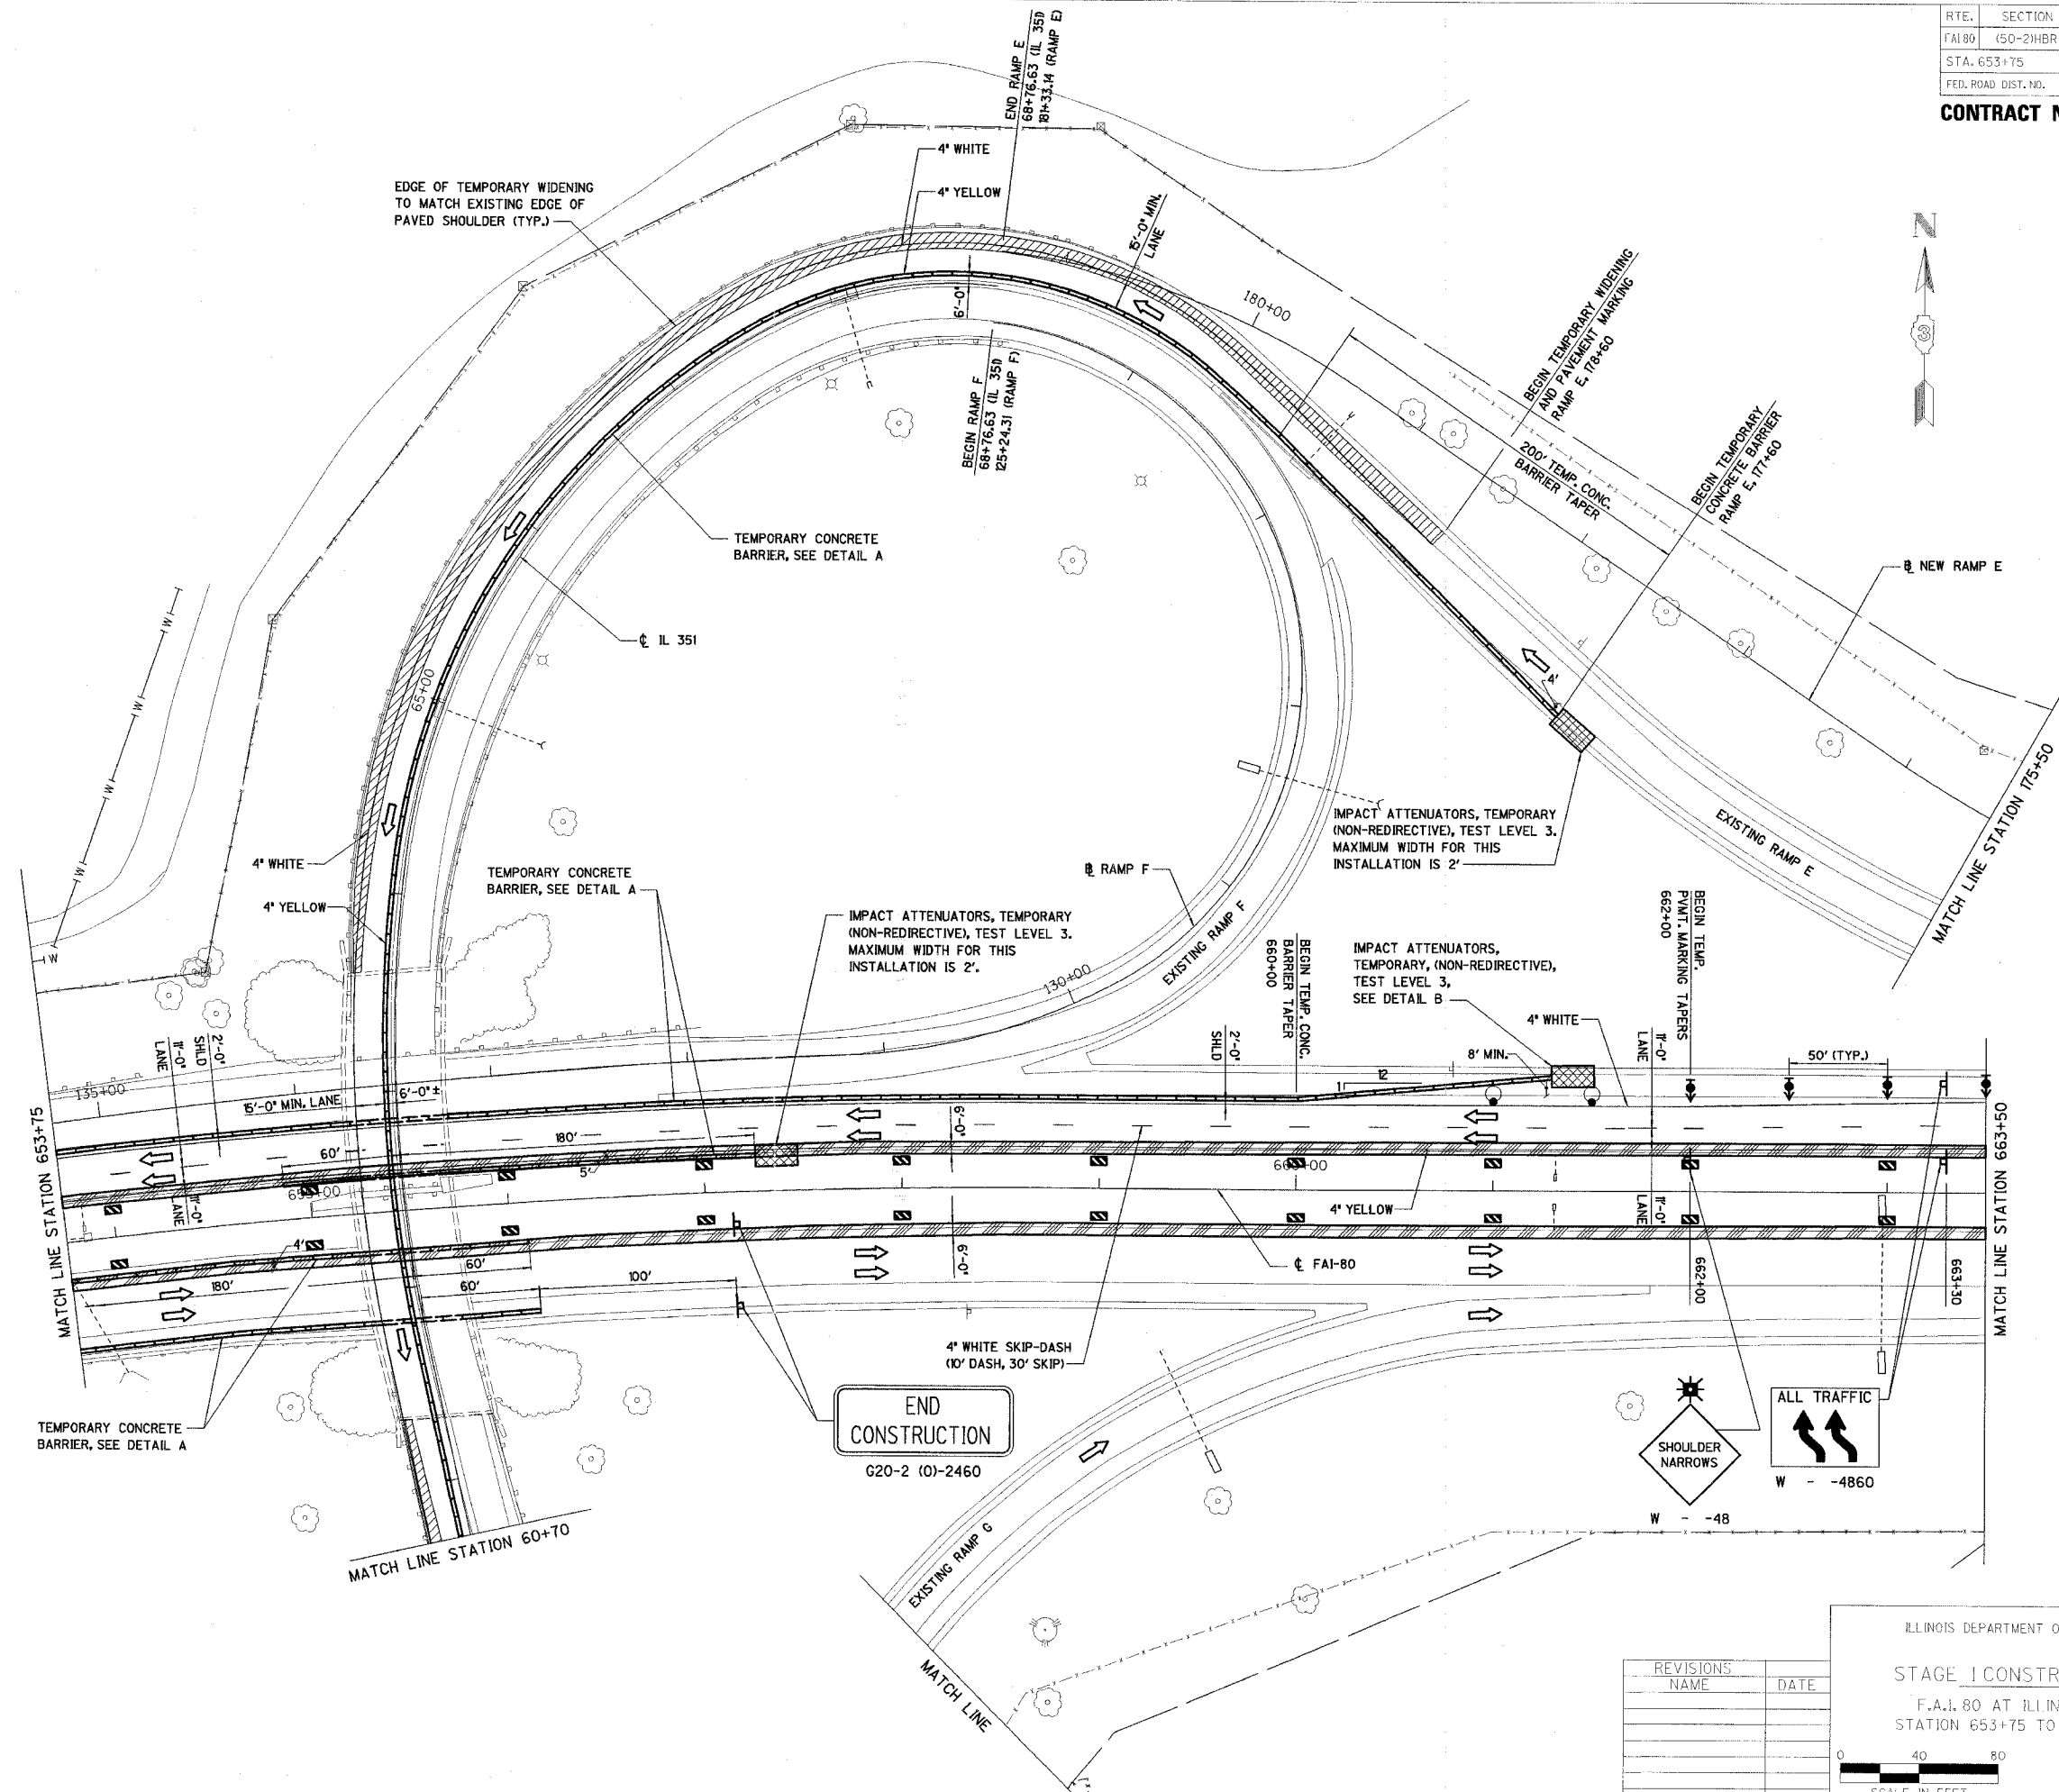 RTE. SECTION
FAI 80 (50-2)HBR
STA. 653+75
FED. ROAD DIST. NO.
CONTRACT N
END RAMP E
68+76.63 (IL 351)
181+33.14 (RAMP E)
4" WHITE
4" YELLOW
EDGE OF TEMPORARY WIDENING
TO MATCH EXISTING EDGE OF
PAVED SHOULDER (TYP.)
15'-0" MIN.
LANE
N
3
180+00
6'-0"
BEGIN RAMP F
68+76.63 (IL 351)
125+24.31 (RAMP F)
BEGIN TEMPORARY WIDENING
AND PAVEMENT MARKING
RAMP E, 178+60
200' TEMP. CONC.
BARRIER TAPER
BEGIN TEMPORARY
CONCRETE BARRIER
RAMP E, 177+60
TEMPORARY CONCRETE
BARRIER, SEE DETAIL A
℄ IL 351
65+00
B NEW RAMP E
4'
W
W
W
W
W
MATCH LINE STATION 175+50
EXISTING RAMP E
IMPACT ATTENUATORS, TEMPORARY
(NON-REDIRECTIVE), TEST LEVEL 3.
MAXIMUM WIDTH FOR THIS
INSTALLATION IS 2'
4" WHITE
4" YELLOW
TEMPORARY CONCRETE
BARRIER, SEE DETAIL A
IMPACT ATTENUATORS, TEMPORARY
(NON-REDIRECTIVE), TEST LEVEL 3.
MAXIMUM WIDTH FOR THIS
INSTALLATION IS 2'.
B RAMP F
EXISTING RAMP F
130+00
BEGIN TEMP. CONC.
BARRIER TAPER
660+00
IMPACT ATTENUATORS,
TEMPORARY, (NON-REDIRECTIVE),
TEST LEVEL 3,
SEE DETAIL B
BEGIN TEMP.
PVMT. MARKING TAPERS
662+00
4" WHITE
11'-0"
LANE
50' (TYP.)
8' MIN.
12
1
2'-0"
SHLD
2'-0"
SHLD
11'-0"
LANE
135+00
15'-0" MIN. LANE
6'-0"±
180'
60'
5'
6'-0"
655+00
11'-0"
LANE
660+00
4" YELLOW
11'-0"
LANE
MATCH LINE STATION 653+75
MATCH LINE STATION 663+50
4'
180'
60'
60'
100'
6'-0"
℄ FAI-80
662+00
663+30
4" WHITE SKIP-DASH
(10' DASH, 30' SKIP)
TEMPORARY CONCRETE
BARRIER, SEE DETAIL A
END
CONSTRUCTION
G20-2 (O)-2460
SHOULDER
NARROWS
W - -48
ALL TRAFFIC
W - -4860
MATCH LINE STATION 60+70
EXISTING RAMP G
MATCH LINE
REVISIONS
NAME DATE
ILLINOIS DEPARTMENT O
STAGE I CONSTR
F.A.I. 80 AT ILLIN
STATION 653+75 TO
0 40 80
SCALE IN FEET